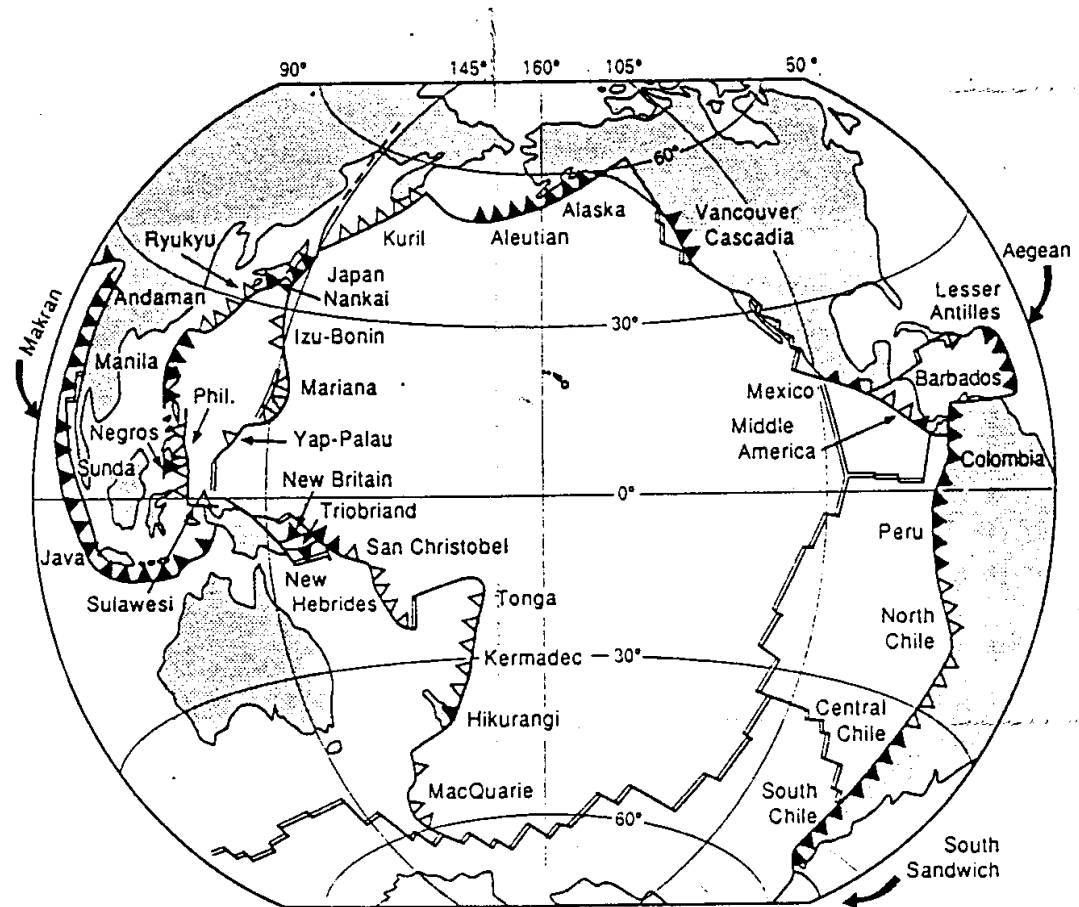 90° 145° 160° 105° 50°
60°
Alaska
Vancouver
Cascadia
Ryukyu
Kuril
Aleutian
Aegean
Japan
Nankai
Andaman
Lesser
Antilles
Makran
30°
Izu-Bonin
Manila
Mariana
Mexico
Barbados
Phil.
Middle
America
Negros
Yap-Palau
Sunda
Colombia
New Britain
0°
Triobriand
Peru
San Christobel
Java
New
Hebrides
Sulawesi
Tonga
North
Chile
Kermadec
30°
Central
Chile
Hikurangi
MacQuarie
South
Chile
60°
South
Sandwich